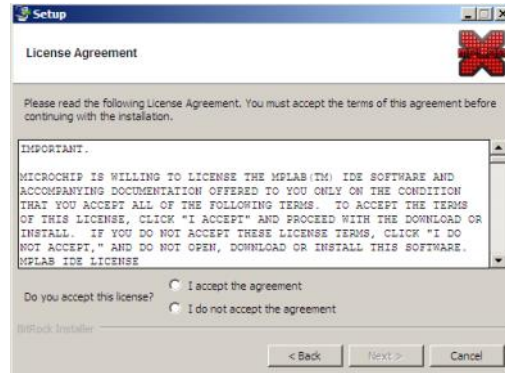 Setup
License Agreement
Please read the following License Agreement. You must accept the terms of this agreement before
continuing with the installation.
IMPORTANT.
MICROCHIP IS WILLING TO LICENSE THE MPLAB(TM) IDE SOFTWARE AND
ACCOMPANYING DOCUMENTATION OFFERED TO YOU ONLY ON THE CONDITION
THAT YOU ACCEPT ALL OF THE FOLLOWING TERMS. TO ACCEPT THE TERMS
OF THIS LICENSE, CLICK "I ACCEPT" AND PROCEED WITH THE DOWNLOAD OR
INSTALL. IF YOU DO NOT ACCEPT THESE LICENSE TERMS, CLICK "I DO
NOT ACCEPT," AND DO NOT OPEN, DOWNLOAD OR INSTALL THIS SOFTWARE.
MPLAB IDE LICENSE
Do you accept this license?
I accept the agreement
I do not accept the agreement
BitRock Installer
< Back
Next >
Cancel